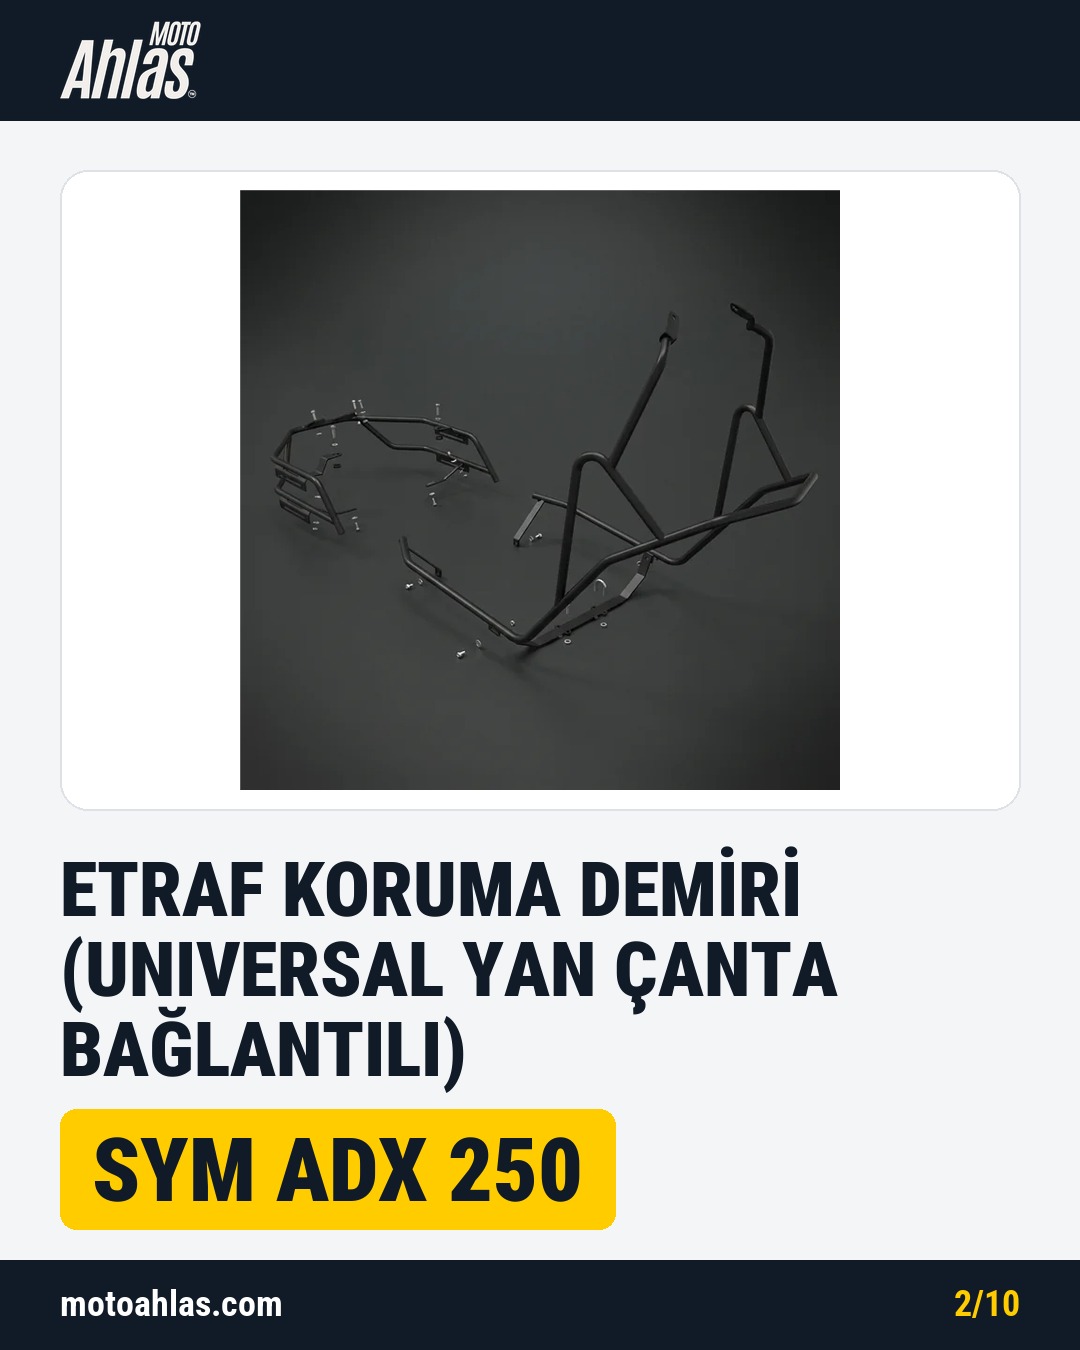 MOTO
Ahlas
ETRAF KORUMA DEMİRİ
(UNIVERSAL YAN ÇANTA
BAĞLANTILI)
SYM ADX 250
motoahlas.com
2/10